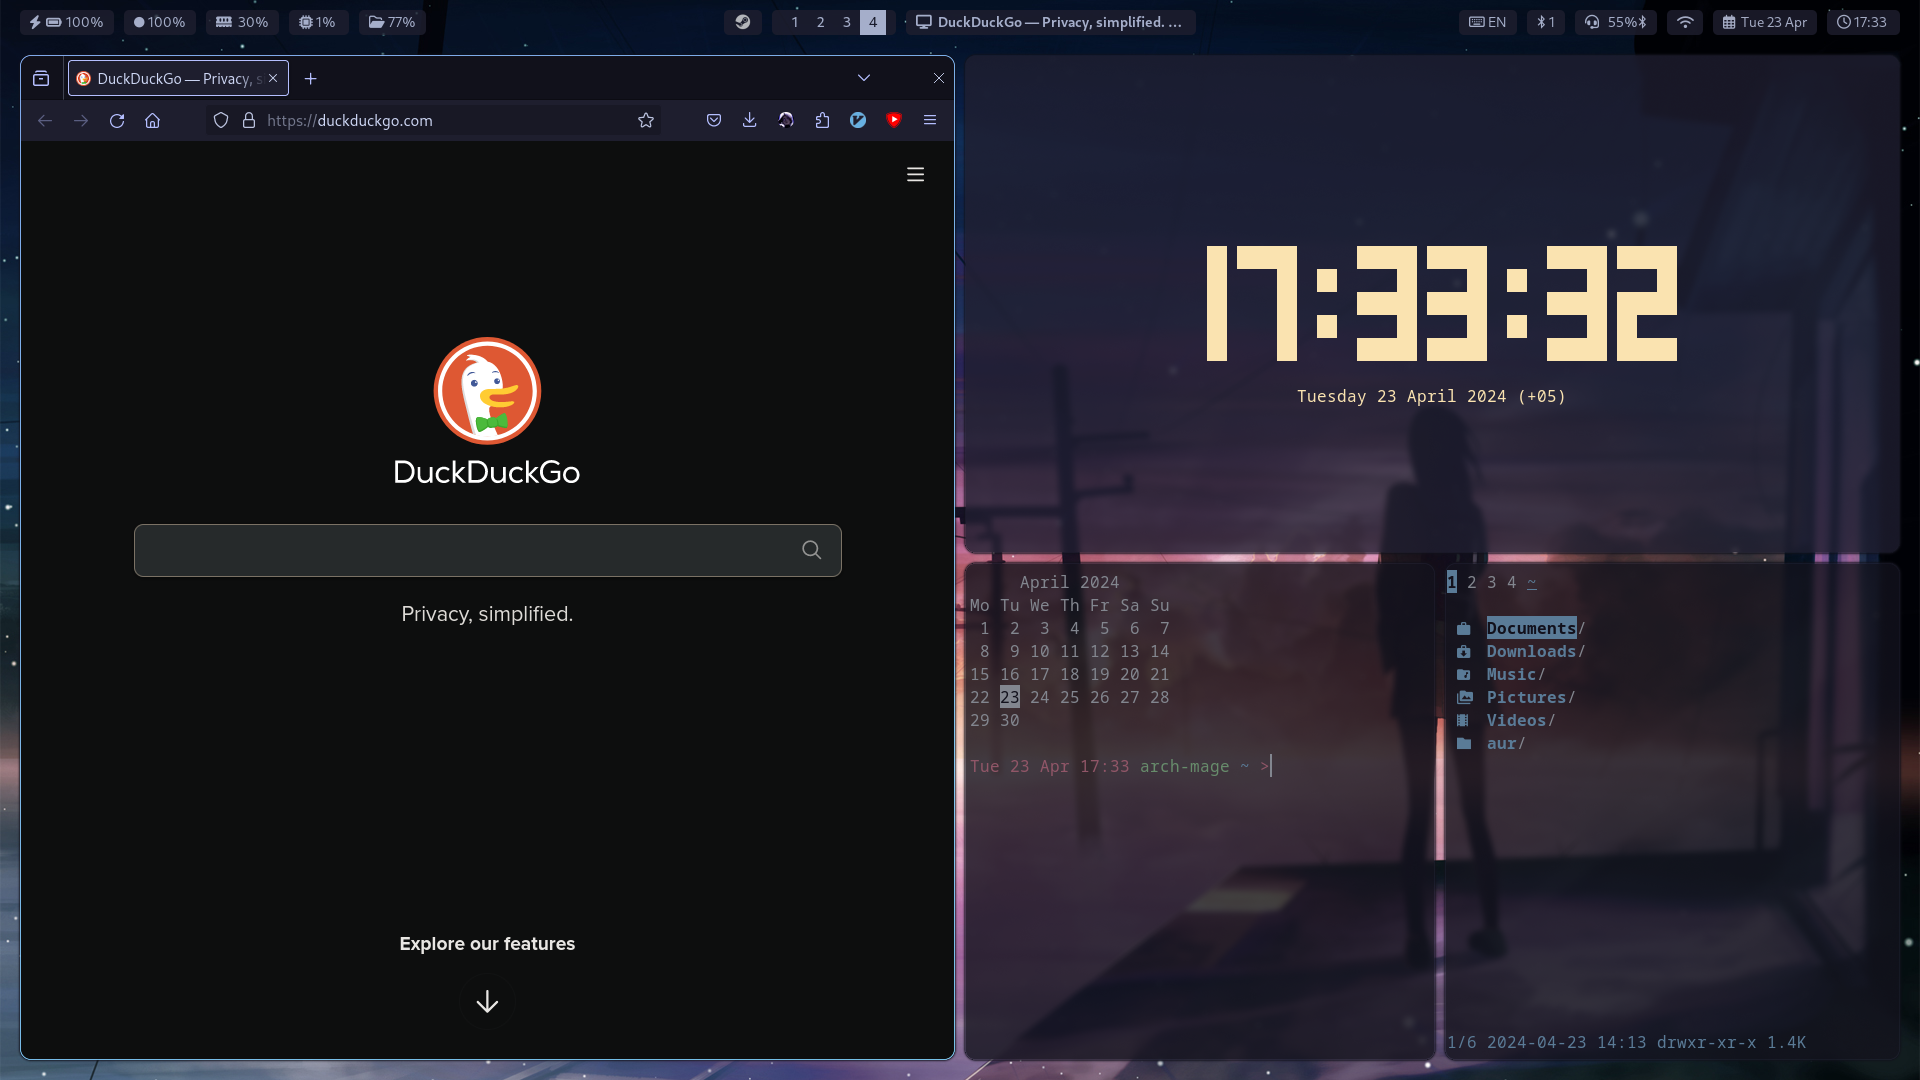 100% 100% 30% 1% 77% 1 2 3 4 DuckDuckGo — Privacy, simplified. ... EN 1 55% Tue 23 Apr 17:33
DuckDuckGo — Privacy, s
https://duckduckgo.com
DuckDuckGo
Privacy, simplified.
Explore our features
17:33:32
Tuesday 23 April 2024 (+05)
April 2024
Mo Tu We Th Fr Sa Su
1 2 3 4 5 6 7
8 9 10 11 12 13 14
15 16 17 18 19 20 21
22 23 24 25 26 27 28
29 30
Tue 23 Apr 17:33 arch-mage ~ >
1 2 3 4 ~
Documents/
Downloads/
Music/
Pictures/
Videos/
aur/
1/6 2024-04-23 14:13 drwxr-xr-x 1.4K